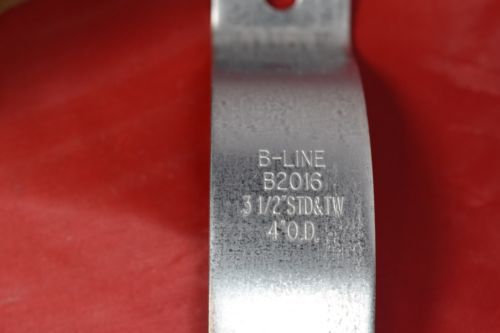 B-LINE
B2016
3 1/2"STD&TW
4"O.D.